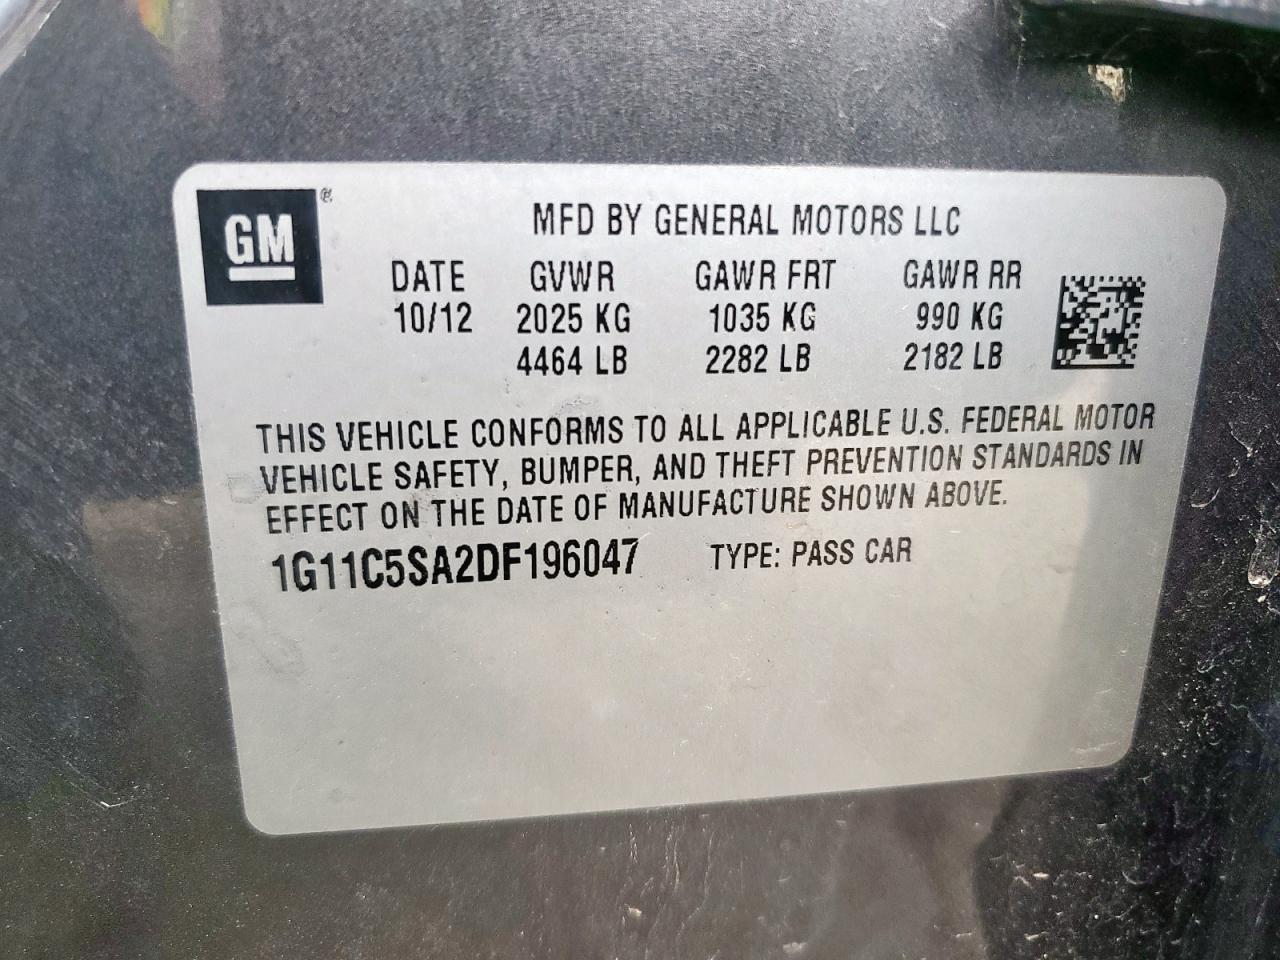 GM®
MFD BY GENERAL MOTORS LLC
DATE GVWR GAWR FRT GAWR RR
10/12 2025 KG 1035 KG 990 KG
4464 LB 2282 LB 2182 LB
THIS VEHICLE CONFORMS TO ALL APPLICABLE U.S. FEDERAL MOTOR
VEHICLE SAFETY, BUMPER, AND THEFT PREVENTION STANDARDS IN
EFFECT ON THE DATE OF MANUFACTURE SHOWN ABOVE.
1G11C5SA2DF196047 TYPE: PASS CAR